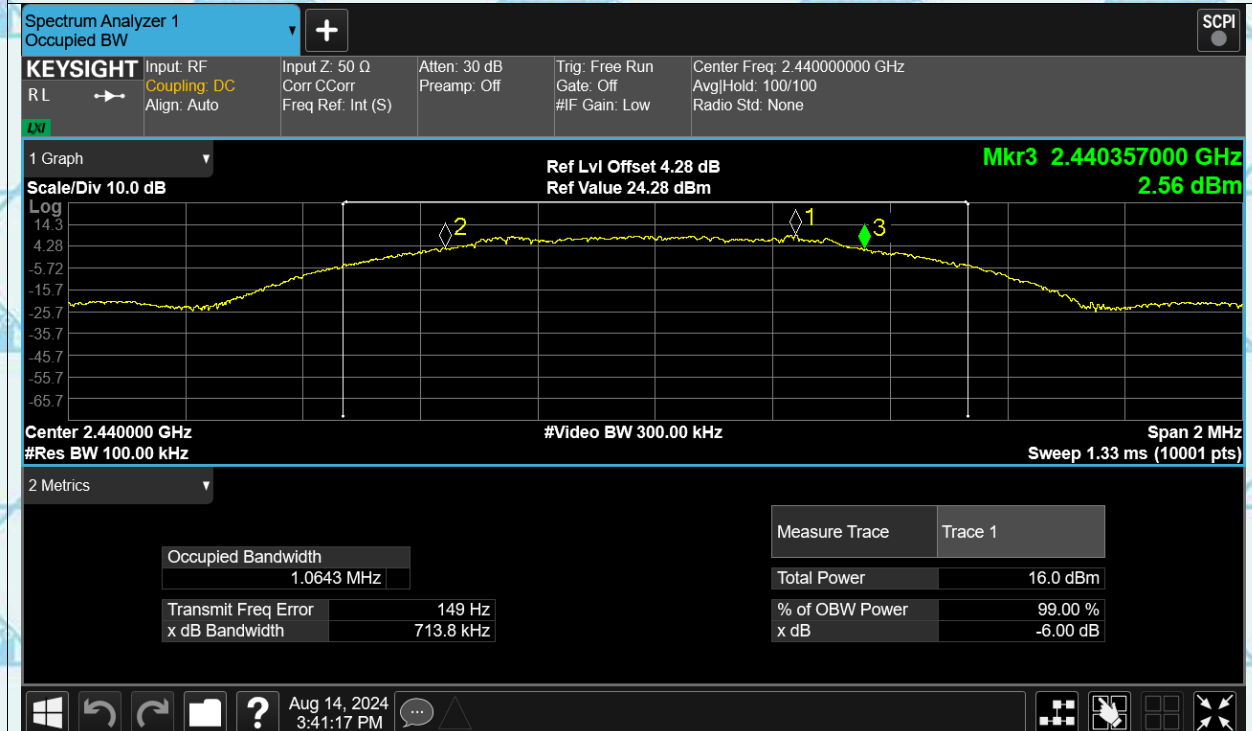 Spectrum Analyzer 1
Occupied BW
▼
+
SCPI
KEYSIGHT
RL
LXI
Input: RF
Coupling: DC
Align: Auto
Input Z: 50 Ω
Corr CCorr
Freq Ref: Int (S)
Atten: 30 dB
Preamp: Off
Trig: Free Run
Gate: Off
#IF Gain: Low
Center Freq: 2.440000000 GHz
Avg|Hold: 100/100
Radio Std: None
1 Graph ▼
Scale/Div 10.0 dB
Ref Lvl Offset 4.28 dB
Ref Value 24.28 dBm
Mkr3 2.440357000 GHz
2.56 dBm
Log
14.3
4.28
-5.72
-15.7
-25.7
-35.7
-45.7
-55.7
-65.7
2
1
3
Center 2.440000 GHz
#Video BW 300.00 kHz
Span 2 MHz
#Res BW 100.00 kHz
Sweep 1.33 ms (10001 pts)
2 Metrics ▼
Occupied Bandwidth
1.0643 MHz
Transmit Freq Error 149 Hz
x dB Bandwidth 713.8 kHz
Measure Trace Trace 1
Total Power 16.0 dBm
% of OBW Power 99.00 %
x dB -6.00 dB
?
Aug 14, 2024
3:41:17 PM